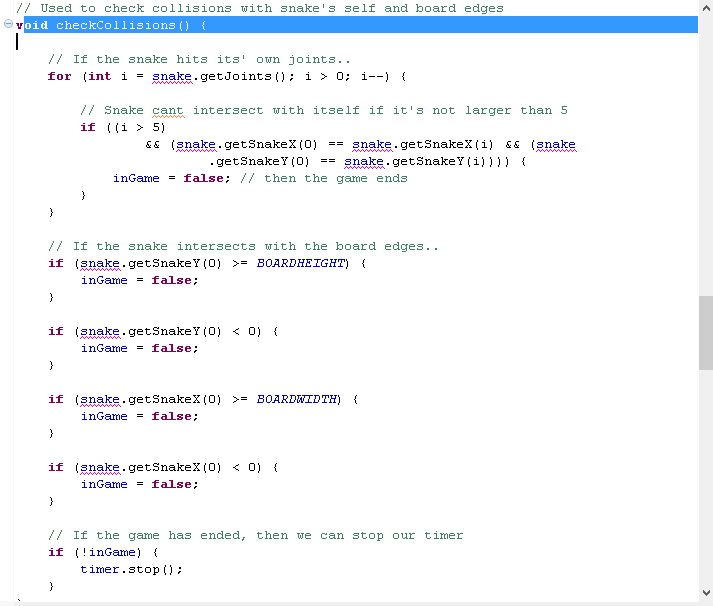 // Used to check collisions with snake's self and board edges
void checkCollisions() {
// If the snake hits its' own joints..
for (int i = snake.getJoints(); i > 0; i--) {
// Snake cant intersect with itself if it's not larger than 5
if ((i > 5)
&& (snake.getSnakeX(0) == snake.getSnakeX(i) && (snake
.getSnakeY(0) == snake.getSnakeY(i)))) {
inGame = false; // then the game ends
}
}
// If the snake intersects with the board edges..
if (snake.getSnakeY(0) >= BOARDHEIGHT) {
inGame = false;
}
if (snake.getSnakeY(0) < 0) {
inGame = false;
}
if (snake.getSnakeX(0) >= BOARDWIDTH) {
inGame = false;
}
if (snake.getSnakeX(0) < 0) {
inGame = false;
}
// If the game has ended, then we can stop our timer
if (!inGame) {
timer.stop();
}